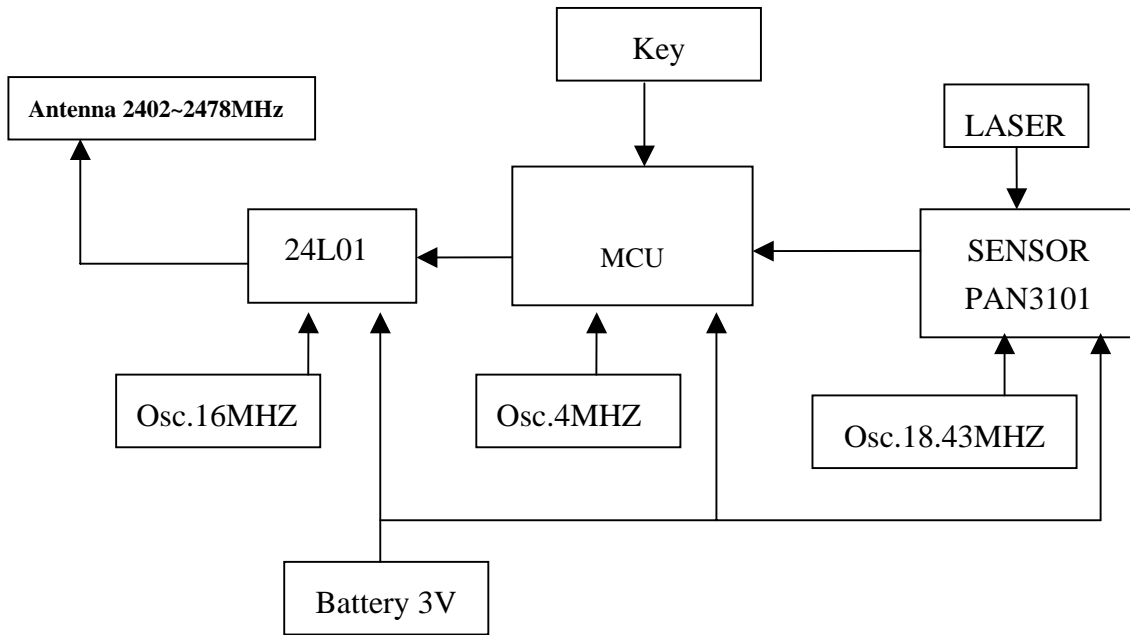 Key
Antenna 2402~2478MHz
LASER
24L01
MCU
SENSOR
PAN3101
Osc.16MHZ
Osc.4MHZ
Osc.18.43MHZ
Battery 3V